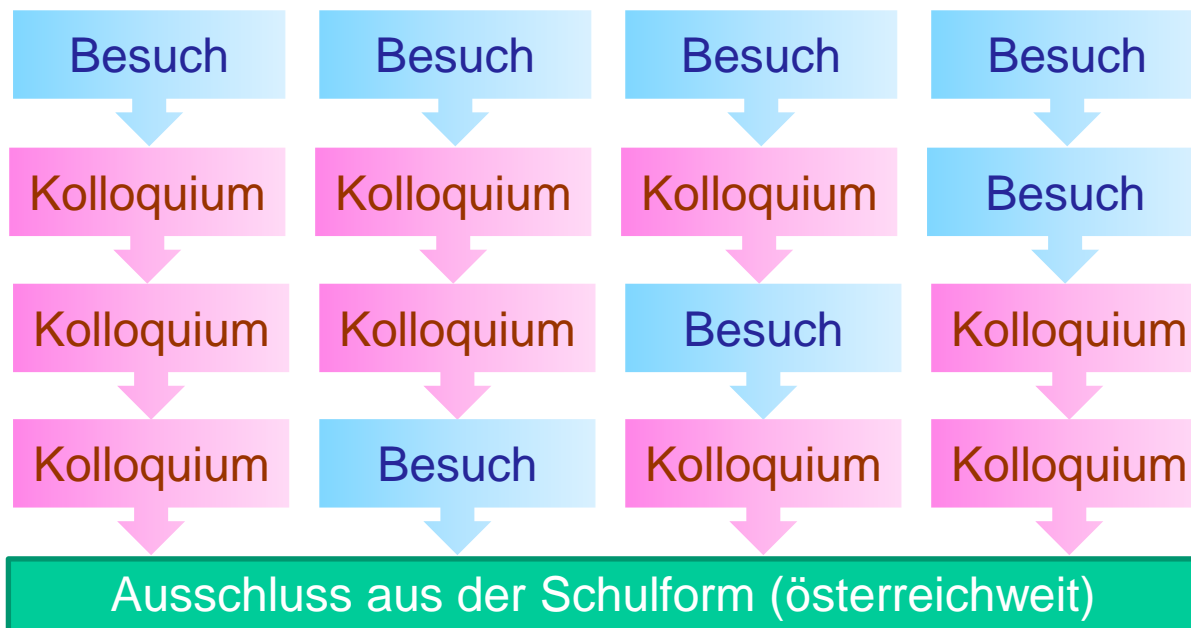 Besuch Besuch Besuch Besuch
Kolloquium Kolloquium Kolloquium Besuch
Kolloquium Kolloquium Besuch Kolloquium
Kolloquium Besuch Kolloquium Kolloquium
Ausschluss aus der Schulform (österreichweit)